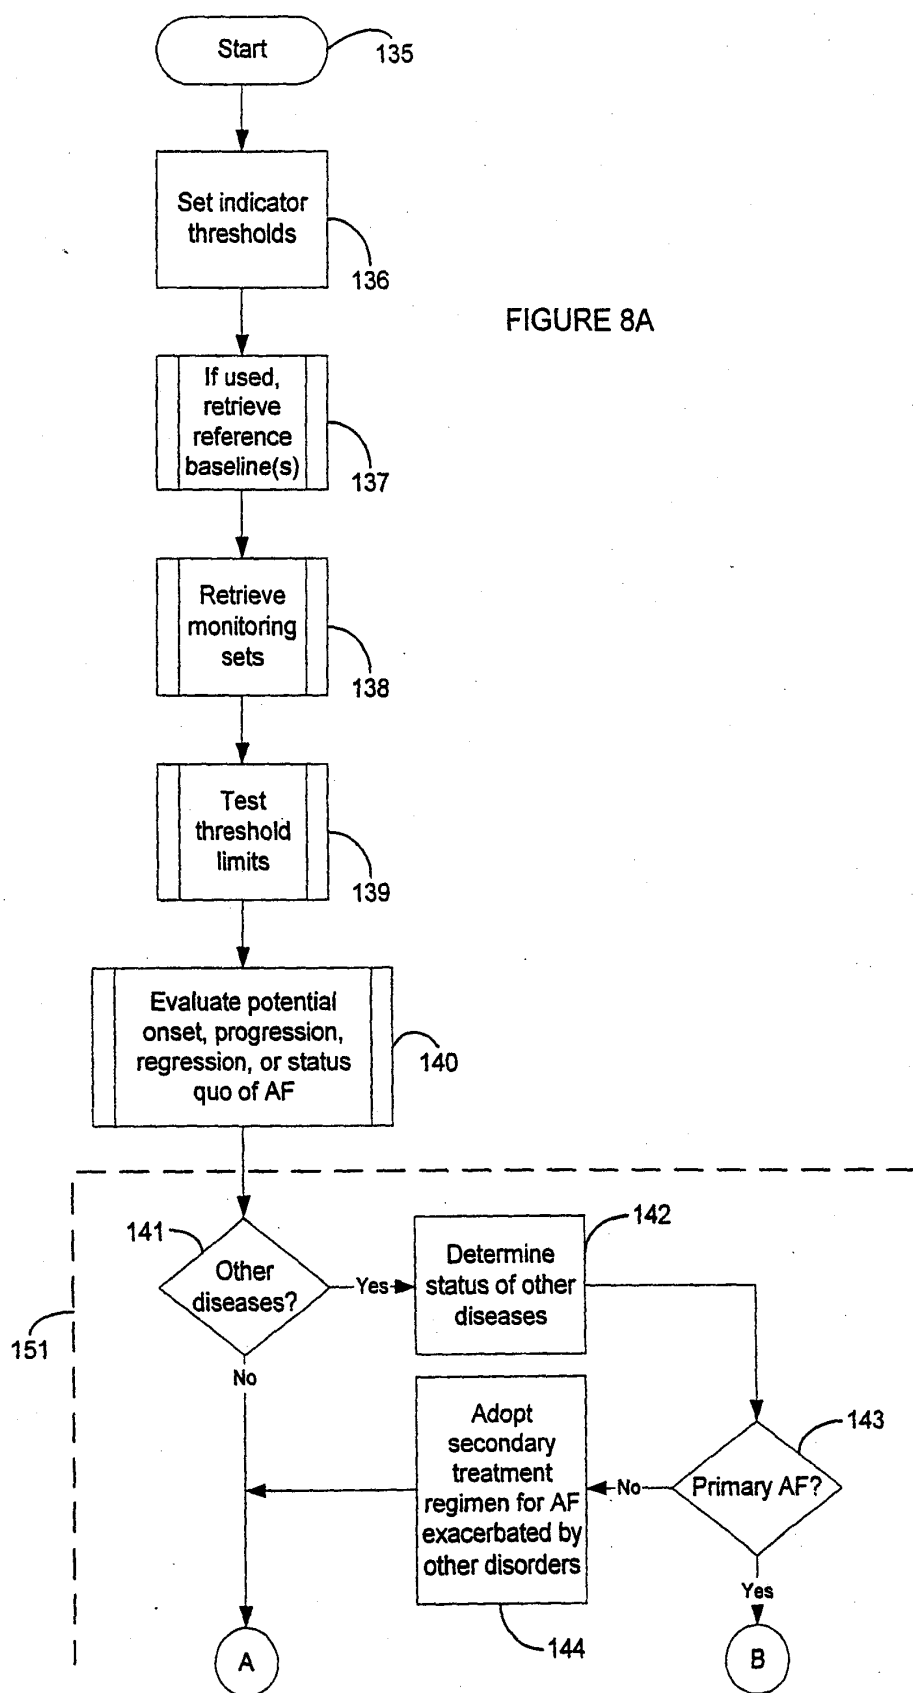 Start
135
Set indicator
thresholds
136
FIGURE 8A
If used,
retrieve
reference
baseline(s)
137
Retrieve
monitoring
sets
138
Test
threshold
limits
139
Evaluate potential
onset, progression,
regression, or status
quo of AF
140
141
Other
diseases?
Yes
142
Determine
status of other
diseases
151
No
143
Primary AF?
No
Adopt
secondary
treatment
regimen for AF
exacerbated by
other disorders
144
Yes
A
B